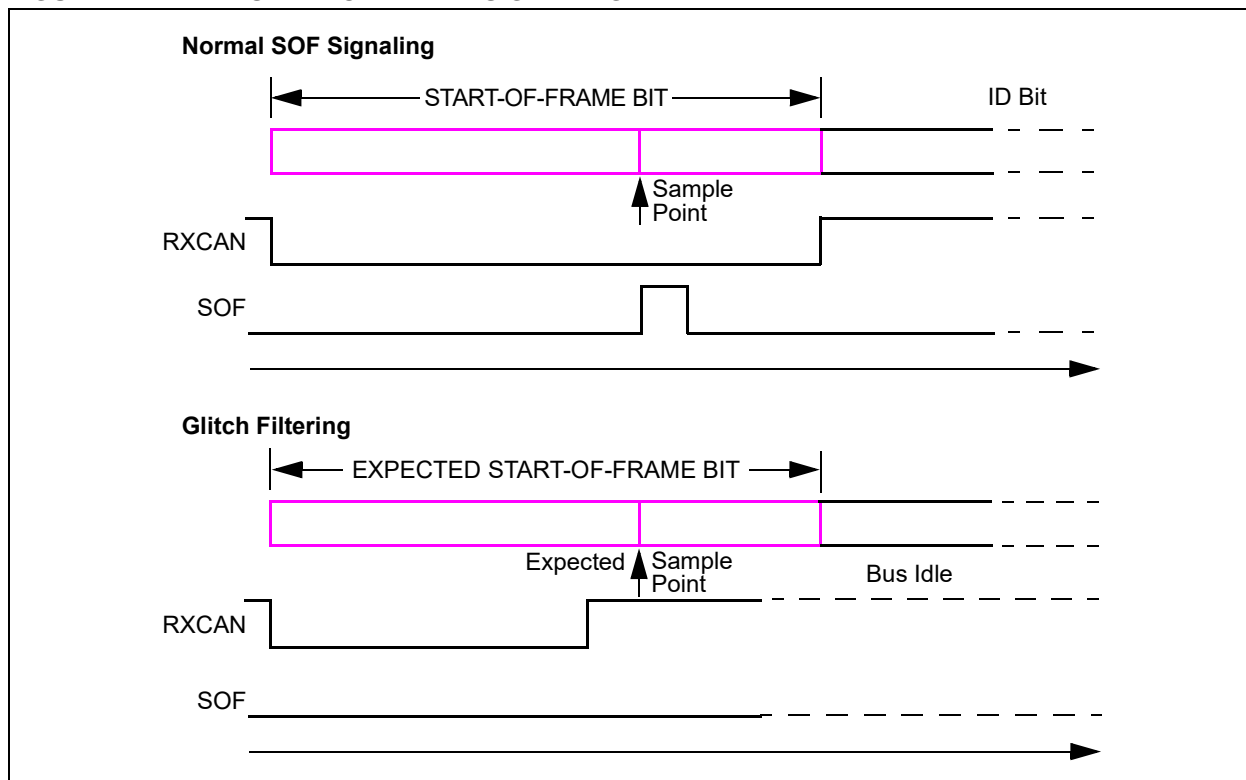 Normal SOF Signaling
START-OF-FRAME BIT
ID Bit
Sample
Point
RXCAN
SOF
Glitch Filtering
EXPECTED START-OF-FRAME BIT
Expected Sample
Point
Bus Idle
RXCAN
SOF